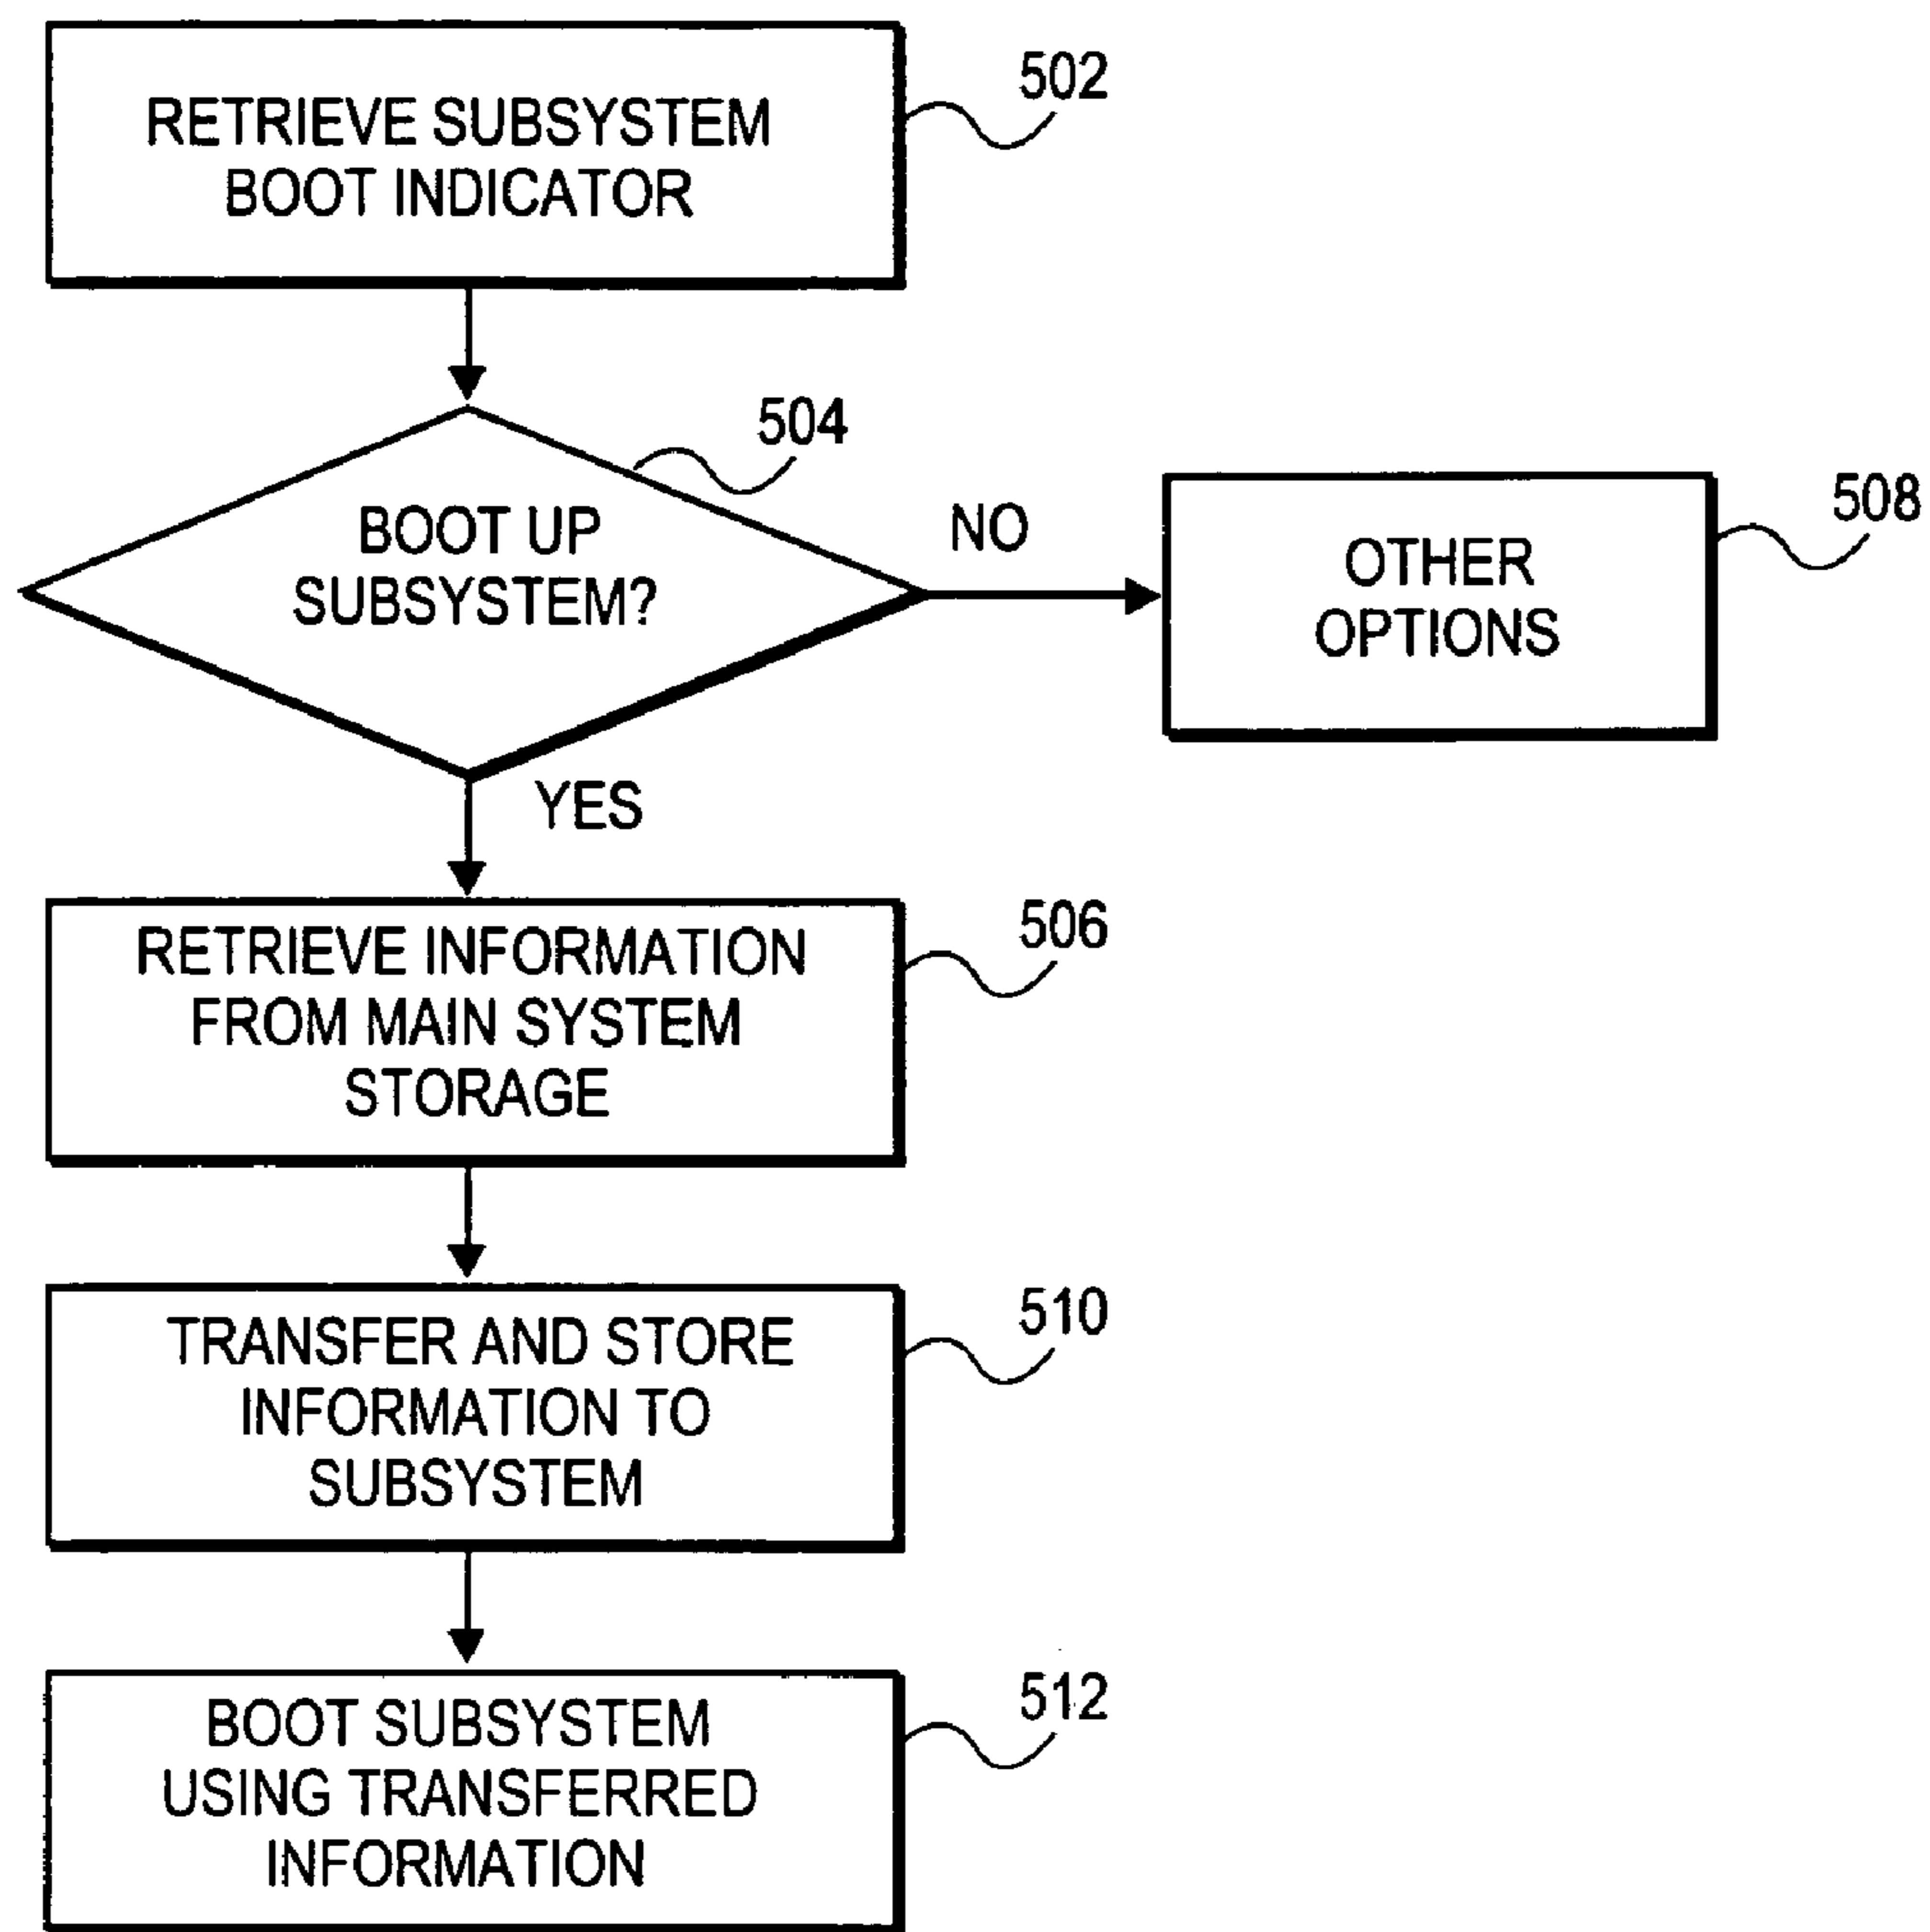 RETRIEVE SUBSYSTEM
BOOT INDICATOR
502
504
BOOT UP
SUBSYSTEM?
NO
OTHER
OPTIONS
508
YES
RETRIEVE INFORMATION
FROM MAIN SYSTEM
STORAGE
506
TRANSFER AND STORE
INFORMATION TO
SUBSYSTEM
510
BOOT SUBSYSTEM
USING TRANSFERRED
INFORMATION
512